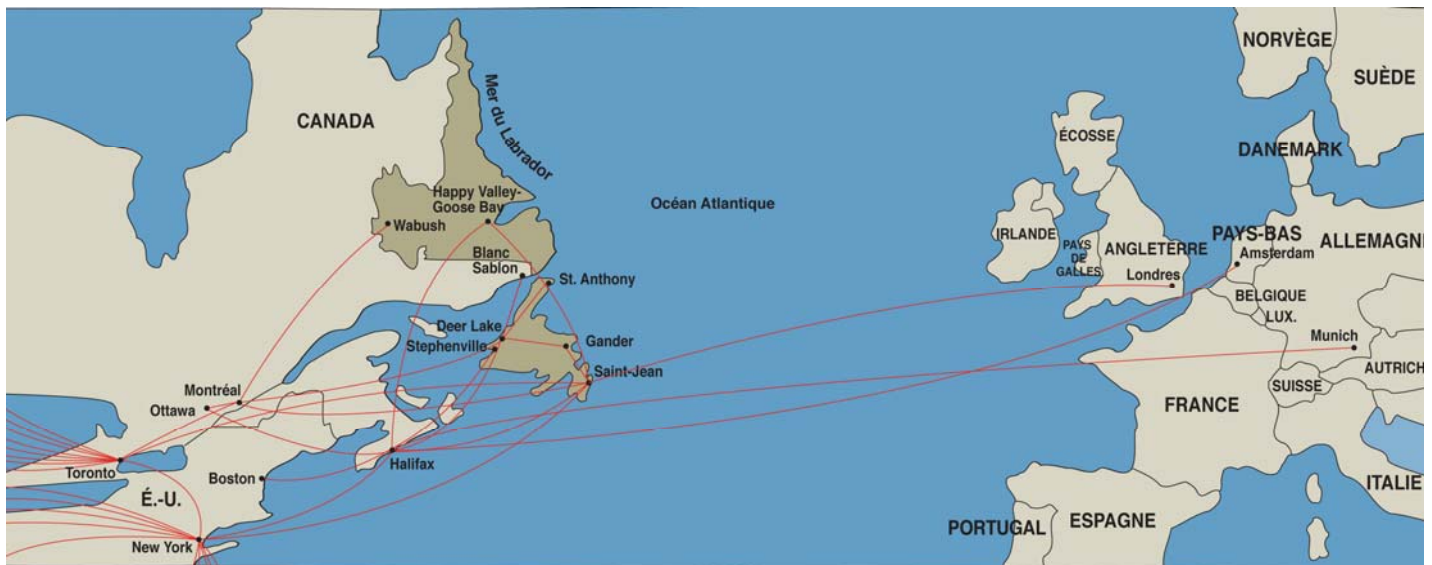 NORVÈGE
SUÈDE
CANADA
Mer du Labrador
ÉCOSSE
DANEMARK
Happy Valley-
Goose Bay
Océan Atlantique
Wabush
IRLANDE
PAYS-BAS
ALLEMAGNE
Blanc
Sablon
PAYS
DE
GALLES
ANGLETERRE
Amsterdam
St. Anthony
Londres
BELGIQUE
LUX.
Deer Lake
Stephenville
Gander
Munich
Saint-Jean
AUTRICH
SUISSE
Montréal
Ottawa
FRANCE
Toronto
Halifax
Boston
ITALIE
É.-U.
PORTUGAL
ESPAGNE
New York